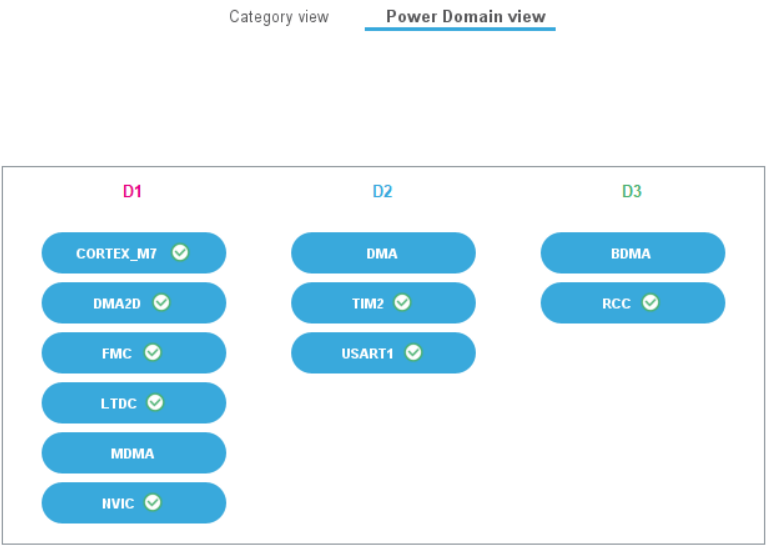 Category view Power Domain view
D1 D2 D3
CORTEX_M7 DMA BDMA
DMA2D TIM2 RCC
FMC USART1
LTDC
MDMA
NVIC